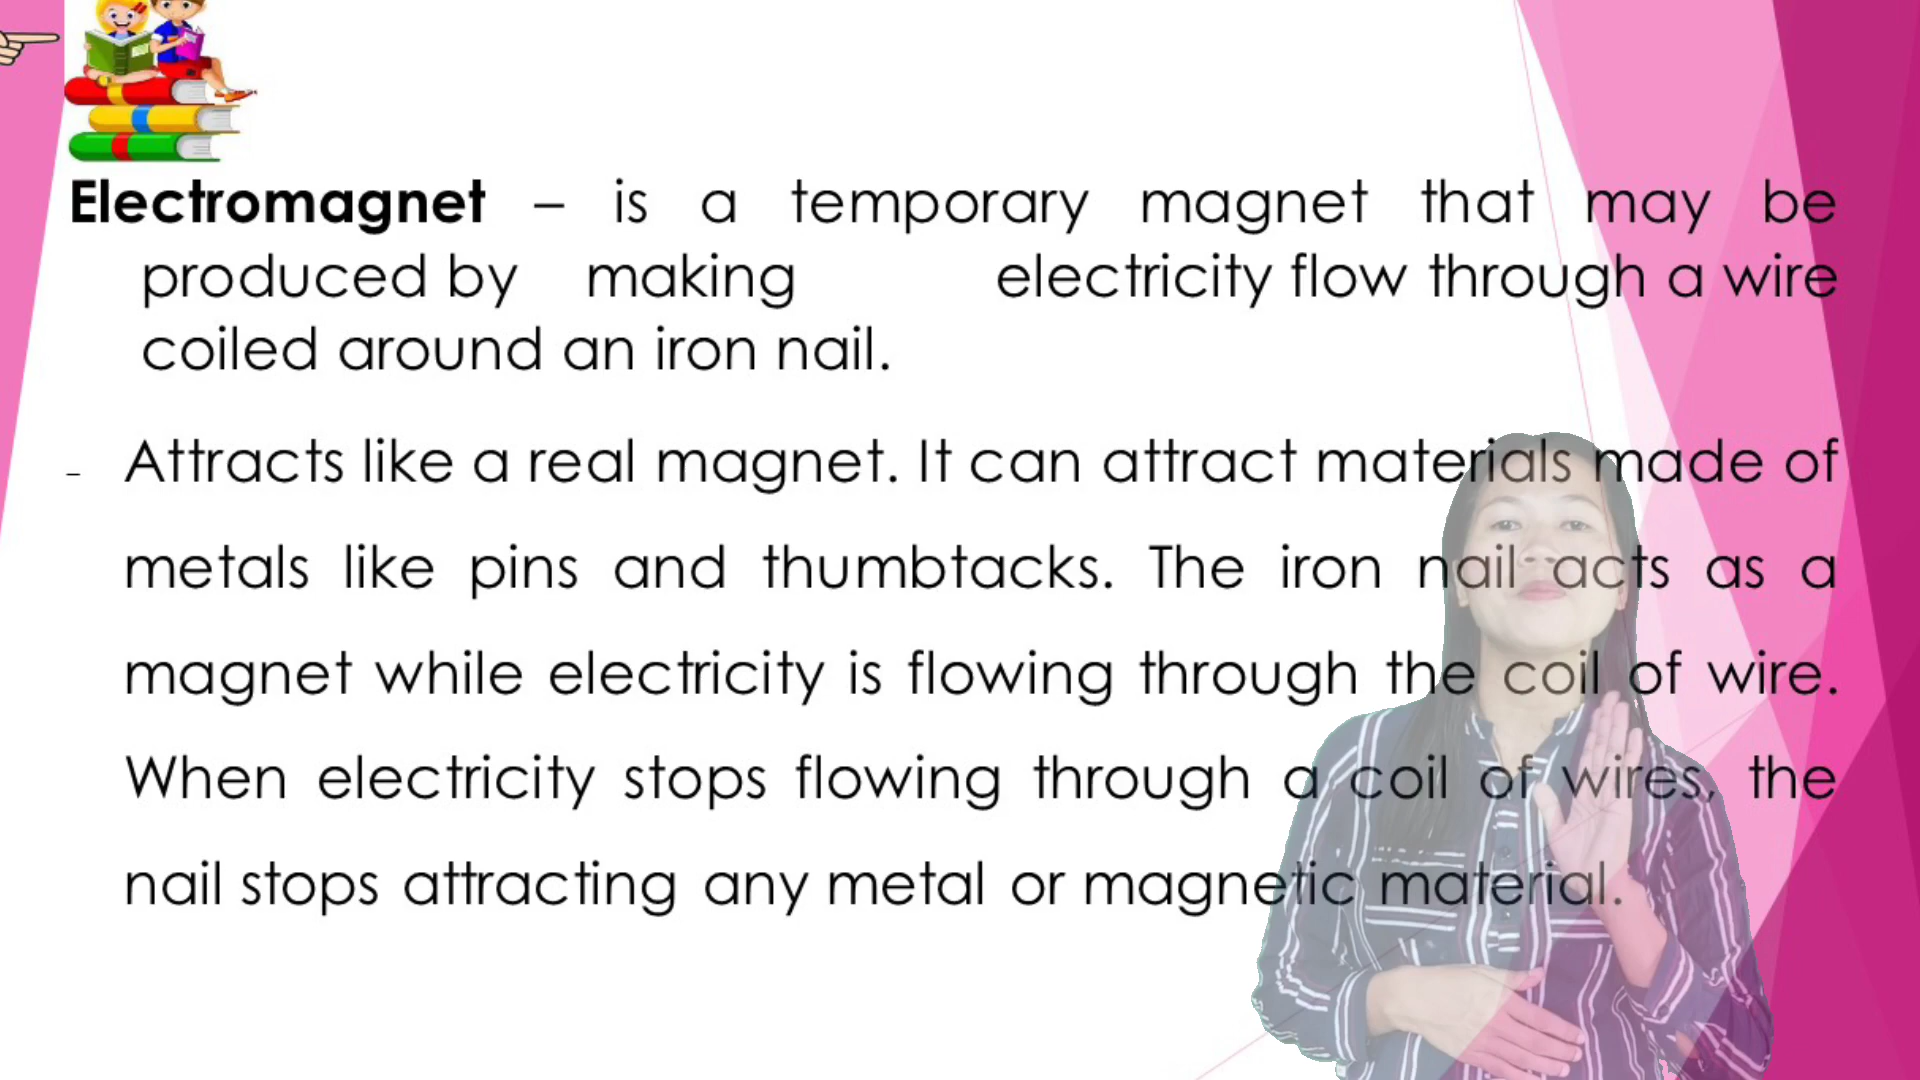 Electromagnet – is a temporary magnet that may be
produced by making electricity flow through a wire
coiled around an iron nail.
- Attracts like a real magnet. It can attract materials made of
metals like pins and thumbtacks. The iron nail acts as a
magnet while electricity is flowing through the coil of wire.
When electricity stops flowing through a coil of wires, the
nail stops attracting any metal or magnetic material.